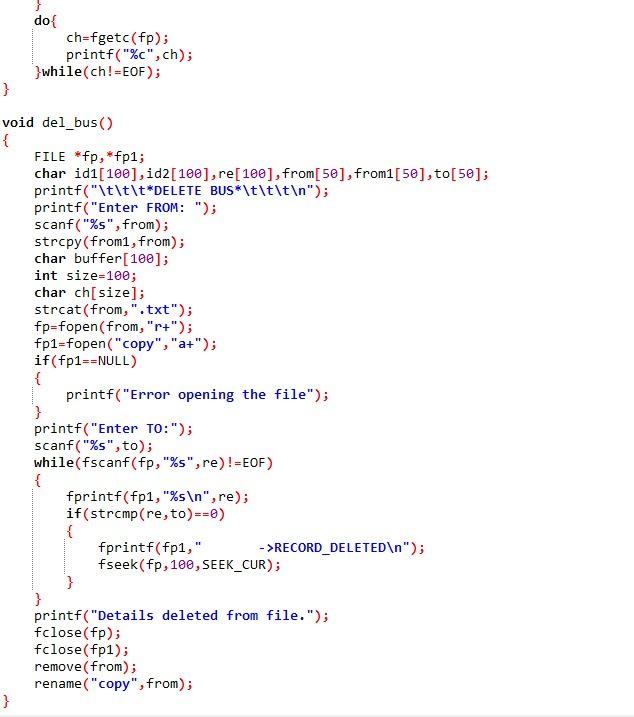 }
    do{
        ch=fgetc(fp);
        printf("%c",ch);
    }while(ch!=EOF);
}

void del_bus()
{
    FILE *fp,*fp1;
    char id1[100],id2[100],re[100],from[50],from1[50],to[50];
    printf("\t\t\t*DELETE BUS*\t\t\t\n");
    printf("Enter FROM: ");
    scanf("%s",from);
    strcpy(from1,from);
    char buffer[100];
    int size=100;
    char ch[size];
    strcat(from,".txt");
    fp=fopen(from,"r+");
    fp1=fopen("copy","a+");
    if(fp1==NULL)
    {
        printf("Error opening the file");
    }
    printf("Enter TO:");
    scanf("%s",to);
    while(fscanf(fp,"%s",re)!=EOF)
    {
        fprintf(fp1,"%s\n",re);
        if(strcmp(re,to)==0)
        {
            fprintf(fp1,"       ->RECORD_DELETED\n");
            fseek(fp,100,SEEK_CUR);
        }
    }
    printf("Details deleted from file.");
    fclose(fp);
    fclose(fp1);
    remove(from);
    rename("copy",from);
}